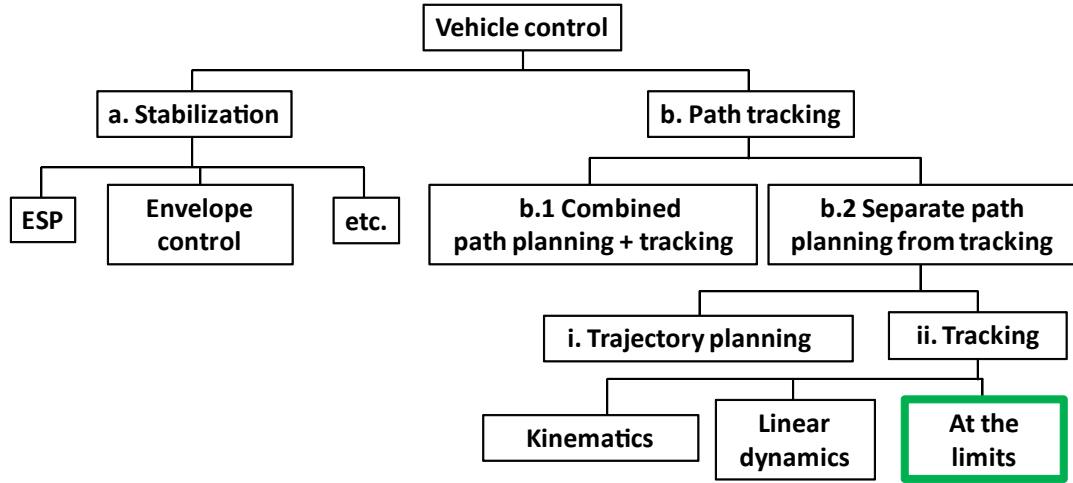 Vehicle control
a. Stabilization
b. Path tracking
ESP
Envelope
control
etc.
b.1 Combined
path planning + tracking
b.2 Separate path
planning from tracking
i. Trajectory planning
ii. Tracking
Kinematics
Linear
dynamics
At the
limits